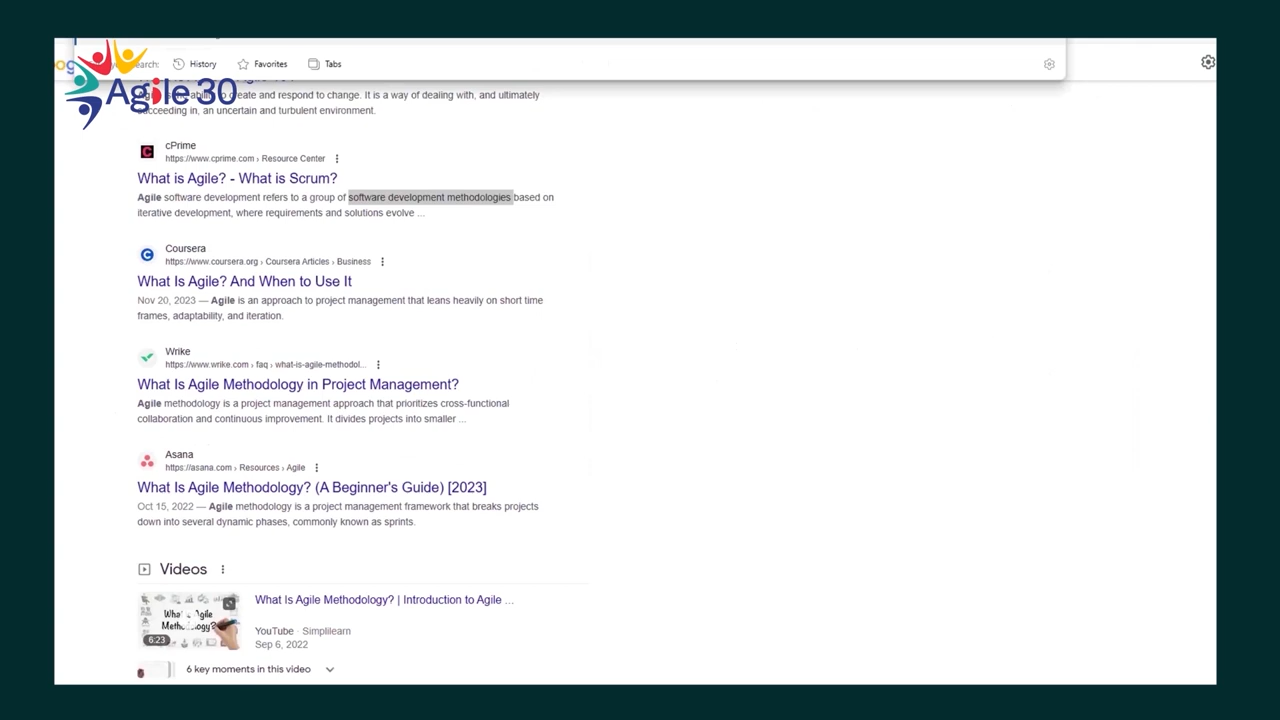 History
Favorites
Tabs
Agile 30
create and respond to change. It is a way of dealing with, and ultimately
succeeding in, an uncertain and turbulent environment.
cPrime
https://www.cprime.com › Resource Center
What is Agile? - What is Scrum?
Agile software development refers to a group of software development methodologies based on
iterative development, where requirements and solutions evolve ...
Coursera
https://www.coursera.org › Coursera Articles › Business
What Is Agile? And When to Use It
Nov 20, 2023 — Agile is an approach to project management that leans heavily on short time
frames, adaptability, and iteration.
Wrike
https://www.wrike.com › faq › what-is-agile-methodol...
What Is Agile Methodology in Project Management?
Agile methodology is a project management approach that prioritizes cross-functional
collaboration and continuous improvement. It divides projects into smaller ...
Asana
https://asana.com › Resources › Agile
What Is Agile Methodology? (A Beginner's Guide) [2023]
Oct 15, 2022 — Agile methodology is a project management framework that breaks projects
down into several dynamic phases, commonly known as sprints.
Videos
What Is Agile Methodology? | Introduction to Agile ...
What is Agile
Methodology?
6:23
YouTube · Simplilearn
Sep 6, 2022
6 key moments in this video